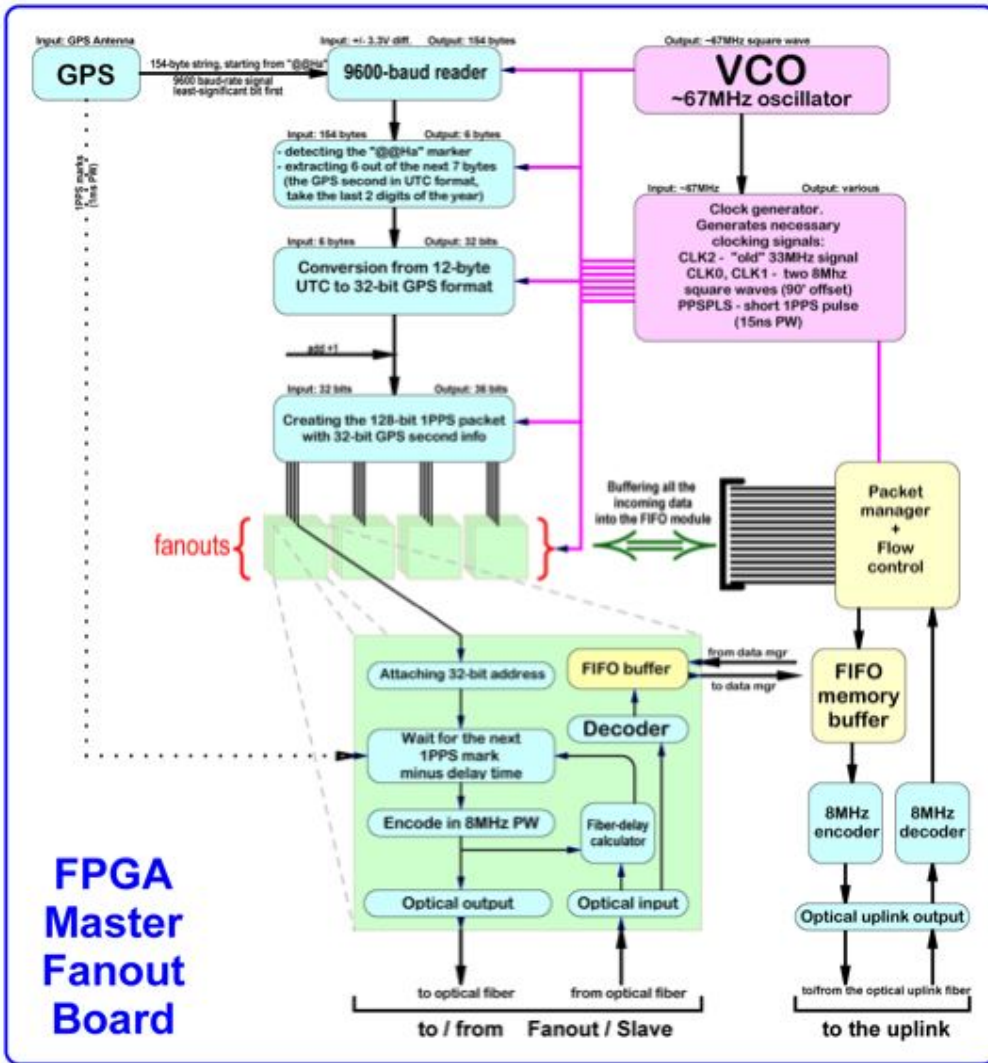 Input: GPS Antenna
GPS
154-byte string, starting from "@@Ha"
9600 baud-rate signal
least-significant bit first
Input: +/- 3.3V diff.
Output: 154 bytes
9600-baud reader
Output: ~67MHz square wave
VCO
~67MHz oscillator
1PPS marks
(1ms PW)
Input: 154 bytes
Output: 6 bytes
- detecting the "@@Ha" marker
- extracting 6 out of the next 7 bytes
(the GPS second in UTC format,
take the last 2 digits of the year)
Input: ~67MHz
Output: various
Clock generator.
Generates necessary
clocking signals:
CLK2 - "old" 33MHz signal
CLK0, CLK1 - two 8Mhz
square waves (90' offset)
PPSPLS - short 1PPS pulse
(15ns PW)
Input: 6 bytes
Output: 32 bits
Conversion from 12-byte
UTC to 32-bit GPS format
add +1
Input: 32 bits
Output: 36 bits
Creating the 128-bit 1PPS packet
with 32-bit GPS second info
fanouts
Buffering all the
incoming data
into the FIFO module
Packet
manager
+
Flow
control
Attaching 32-bit address
FIFO buffer
from data mgr
to data mgr
Decoder
FIFO
memory
buffer
Wait for the next
1PPS mark
minus delay time
Encode in 8MHz PW
Fiber-delay
calculator
8MHz
encoder
8MHz
decoder
Optical output
Optical input
Optical uplink output
to optical fiber
from optical fiber
to/from the optical uplink fiber
to / from Fanout / Slave
to the uplink
FPGA
Master
Fanout
Board